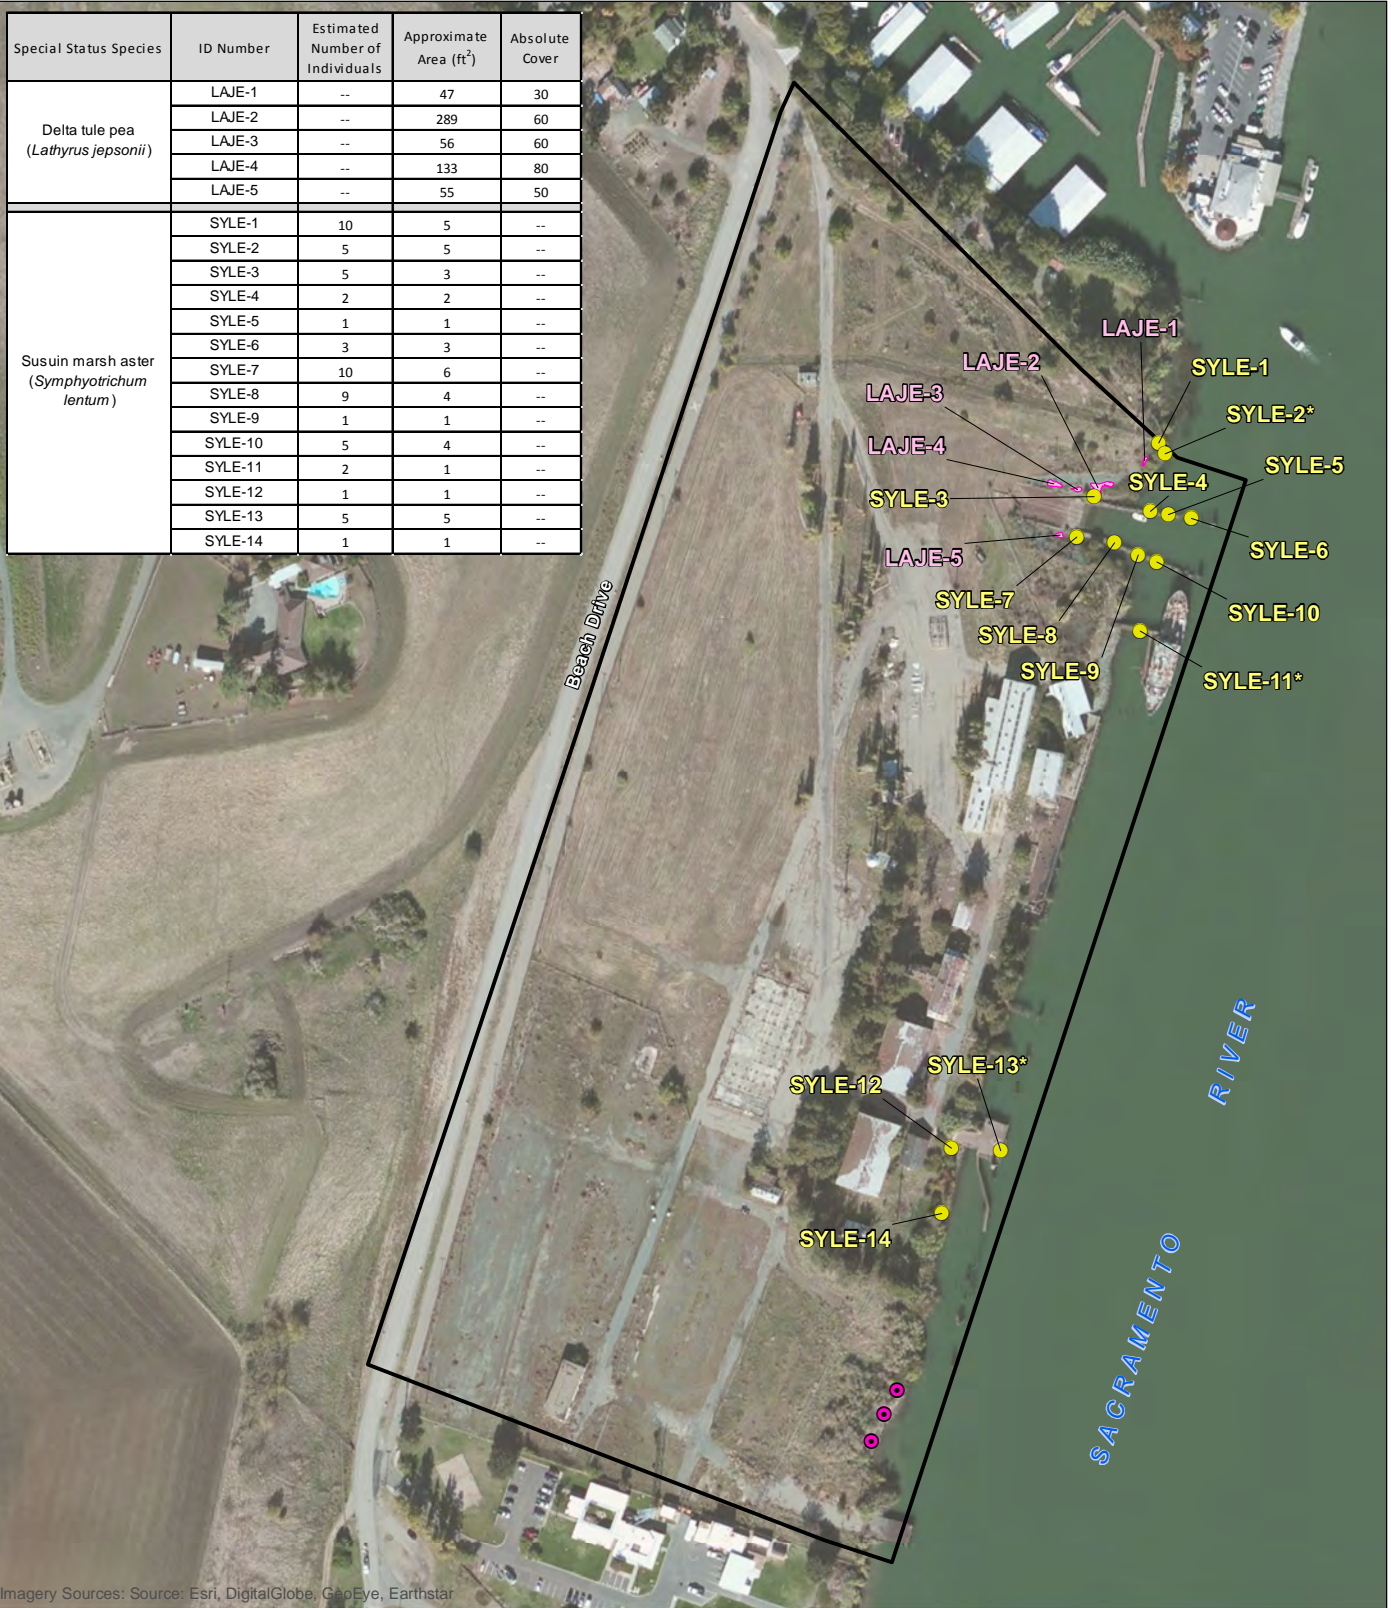 Special Status Species | ID Number | Estimated Number of Individuals | Approximate Area (ft²) | Absolute Cover
Delta tule pea (Lathyrus jepsonii)
LAJE-1 | -- | 47 | 30
LAJE-2 | -- | 289 | 60
LAJE-3 | -- | 56 | 60
LAJE-4 | -- | 133 | 80
LAJE-5 | -- | 55 | 50
Susuin marsh aster (Symphyotrichum lentum)
SYLE-1 | 10 | 5 | --
SYLE-2 | 5 | 5 | --
SYLE-3 | 5 | 3 | --
SYLE-4 | 2 | 2 | --
SYLE-5 | 1 | 1 | --
SYLE-6 | 3 | 3 | --
SYLE-7 | 10 | 6 | --
SYLE-8 | 9 | 4 | --
SYLE-9 | 1 | 1 | --
SYLE-10 | 5 | 4 | --
SYLE-11 | 2 | 1 | --
SYLE-12 | 1 | 1 | --
SYLE-13 | 5 | 5 | --
SYLE-14 | 1 | 1 | --
LAJE-1
LAJE-2
SYLE-1
LAJE-3
SYLE-2*
LAJE-4
SYLE-5
SYLE-4
SYLE-3
SYLE-6
LAJE-5
SYLE-7
SYLE-10
SYLE-8
SYLE-9
SYLE-11*
Beach Drive
SYLE-13*
SYLE-12
SYLE-14
SACRAMENTO RIVER
Imagery Sources: Source: Esri, DigitalGlobe, GeoEye, Earthstar